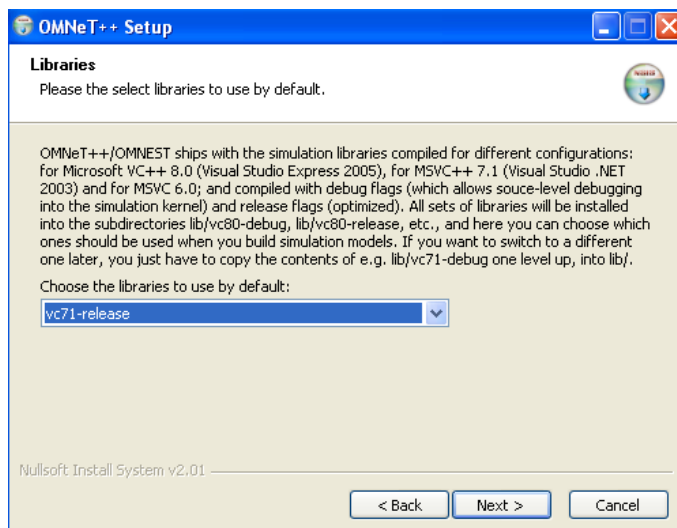 OMNeT++ Setup
Libraries
Please the select libraries to use by default.
OMNeT++/OMNEST ships with the simulation libraries compiled for different configurations:
for Microsoft VC++ 8.0 (Visual Studio Express 2005), for MSVC++ 7.1 (Visual Studio .NET
2003) and for MSVC 6.0; and compiled with debug flags (which allows souce-level debugging
into the simulation kernel) and release flags (optimized). All sets of libraries will be installed
into the subdirectories lib/vc80-debug, lib/vc80-release, etc., and here you can choose which
ones should be used when you build simulation models. If you want to switch to a different
one later, you just have to copy the contents of e.g. lib/vc71-debug one level up, into lib/.
Choose the libraries to use by default:
vc71-release
Nullsoft Install System v2.01
< Back
Next >
Cancel